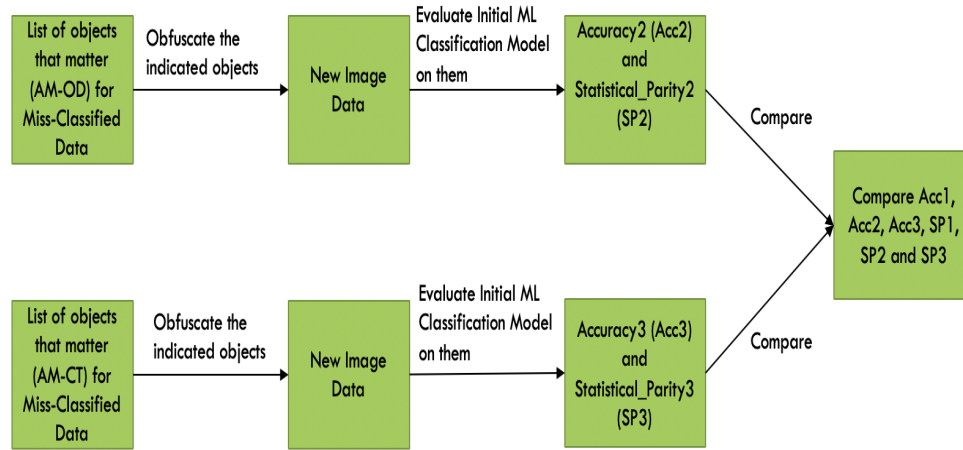 List of objects
that matter
(AM-OD) for
Miss-Classified
Data
Obfuscate the
indicated objects
New Image
Data
Evaluate Initial ML
Classification Model
on them
Accuracy2 (Acc2)
and
Statistical_Parity2
(SP2)
Compare
Compare Acc1,
Acc2, Acc3, SP1,
SP2 and SP3
List of objects
that matter
(AM-CT) for
Miss-Classified
Data
Obfuscate the
indicated objects
New Image
Data
Evaluate Initial ML
Classification Model
on them
Accuracy3 (Acc3)
and
Statistical_Parity3
(SP3)
Compare